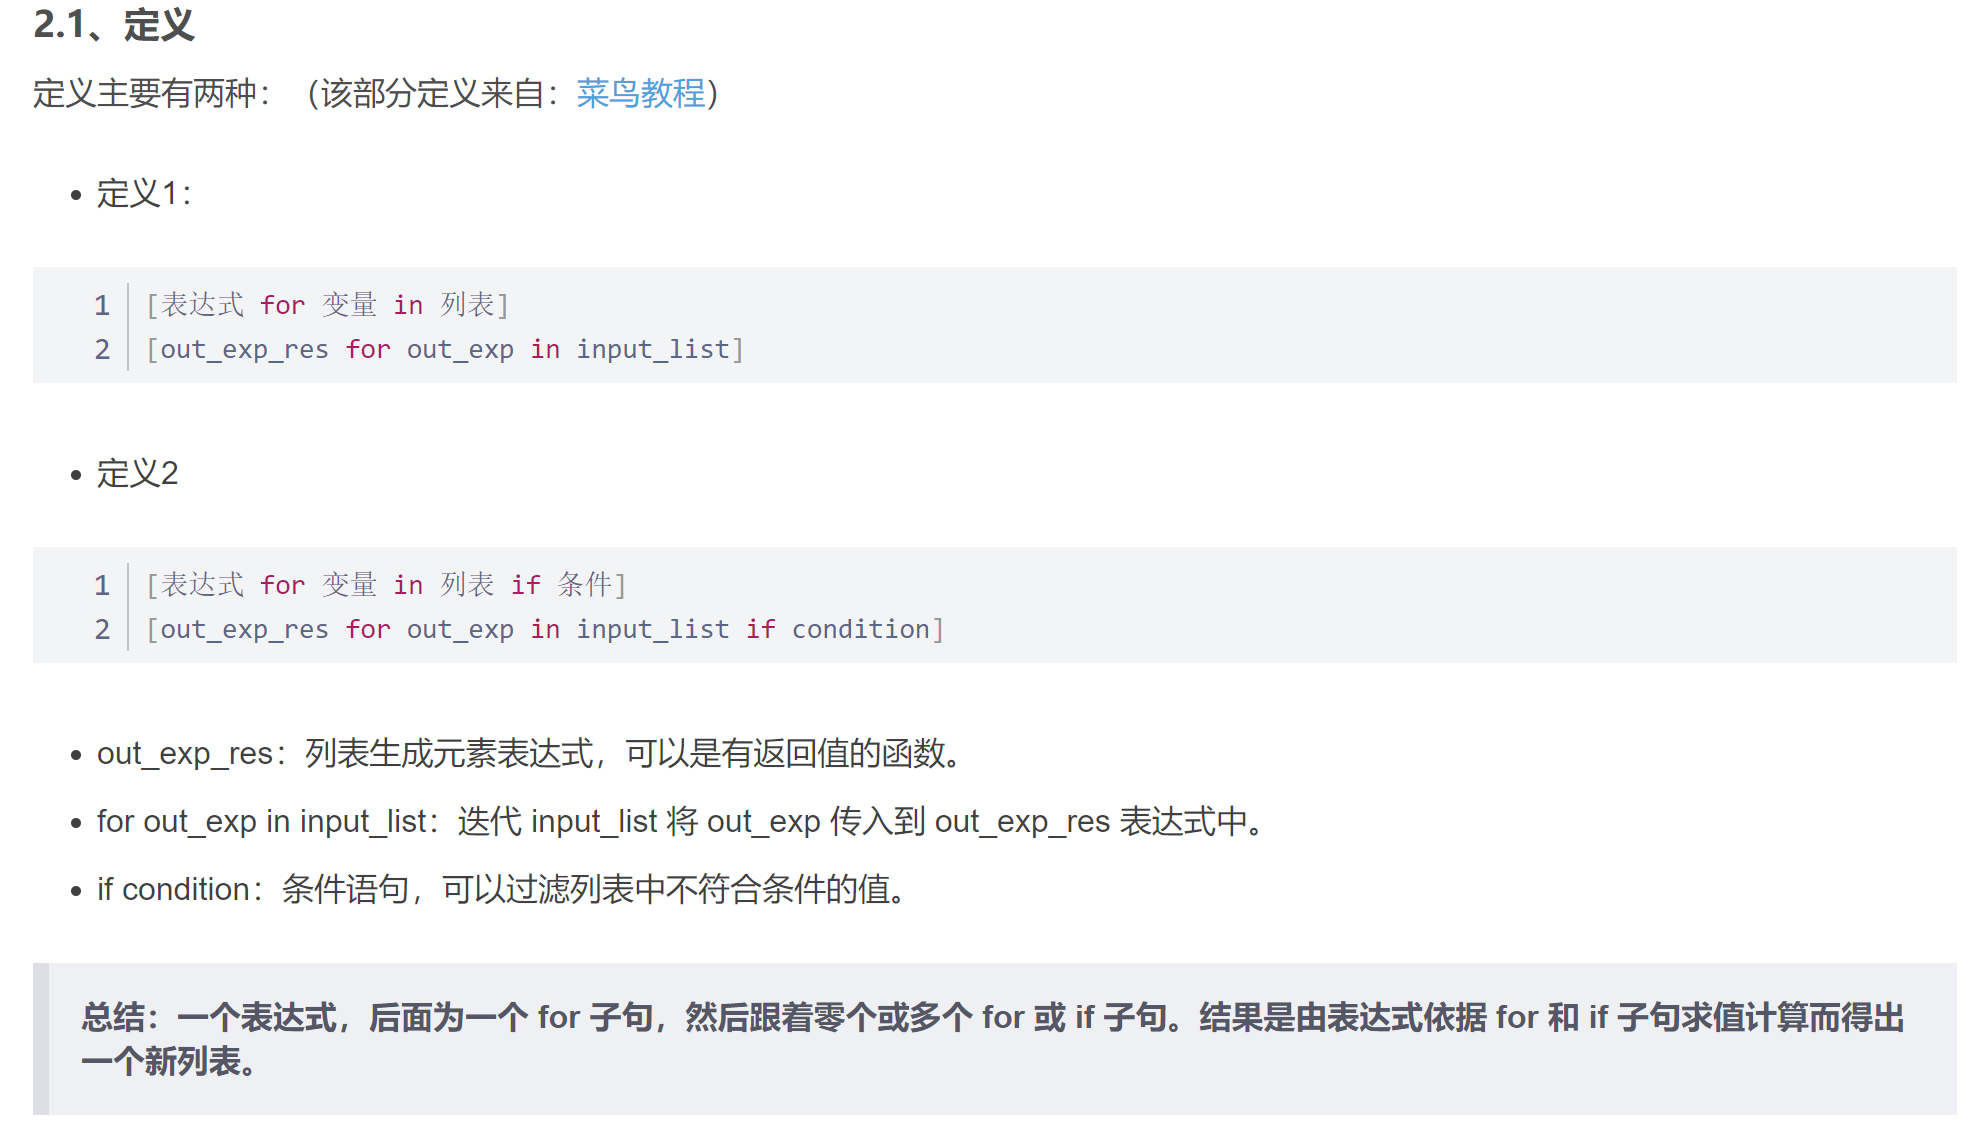 2.1、定义
定义主要有两种：（该部分定义来自：菜鸟教程）
• 定义1：
1 [表达式 for 变量 in 列表]
2 [out_exp_res for out_exp in input_list]
• 定义2
1 [表达式 for 变量 in 列表 if 条件]
2 [out_exp_res for out_exp in input_list if condition]
• out_exp_res：列表生成元素表达式，可以是有返回值的函数。
• for out_exp in input_list：迭代 input_list 将 out_exp 传入到 out_exp_res 表达式中。
• if condition：条件语句，可以过滤列表中不符合条件的值。
总结：一个表达式，后面为一个 for 子句，然后跟着零个或多个 for 或 if 子句。结果是由表达式依据 for 和 if 子句求值计算而得出
一个新列表。